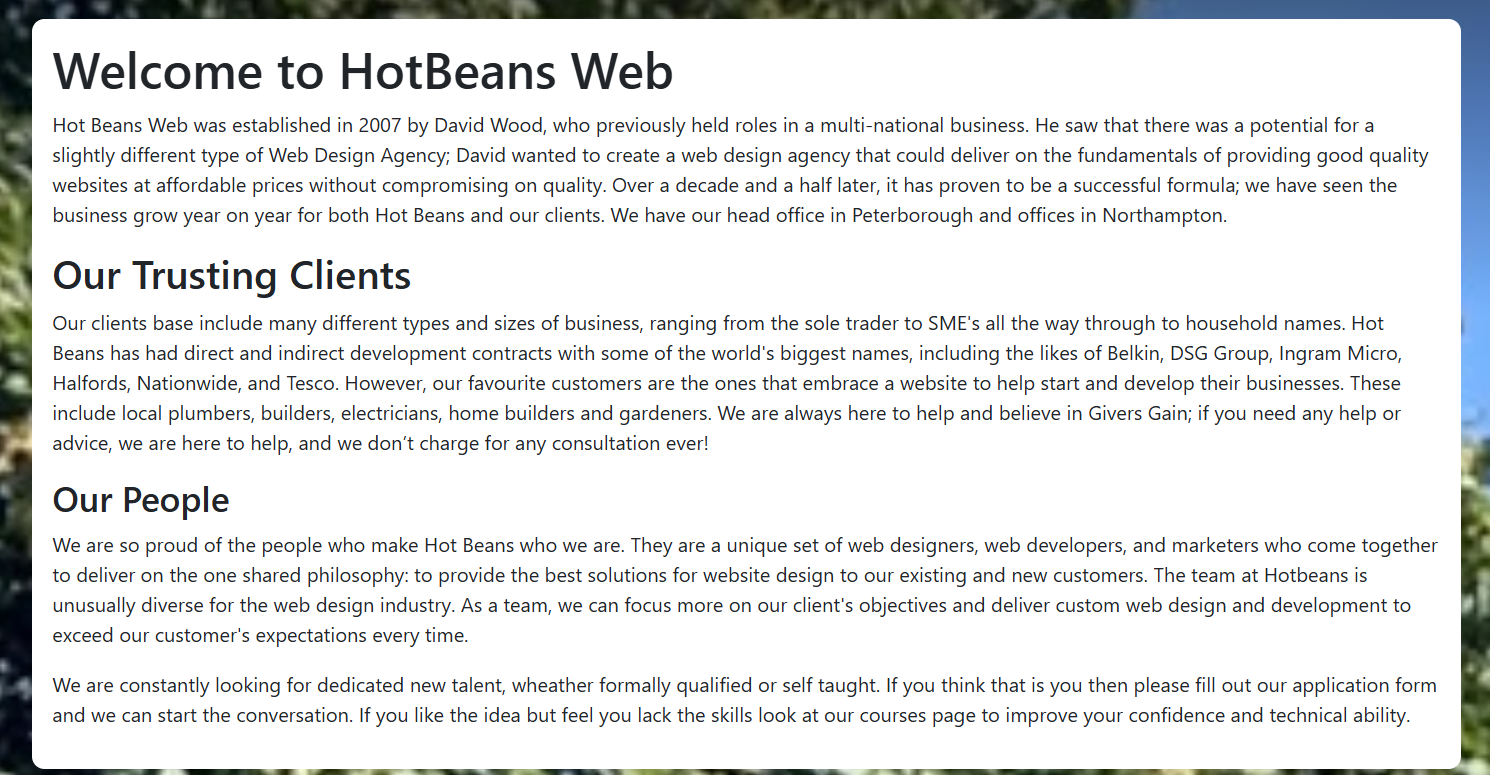 Welcome to HotBeans Web
Hot Beans Web was established in 2007 by David Wood, who previously held roles in a multi-national business. He saw that there was a potential for a
slightly different type of Web Design Agency; David wanted to create a web design agency that could deliver on the fundamentals of providing good quality
websites at affordable prices without compromising on quality. Over a decade and a half later, it has proven to be a successful formula; we have seen the
business grow year on year for both Hot Beans and our clients. We have our head office in Peterborough and offices in Northampton.
Our Trusting Clients
Our clients base include many different types and sizes of business, ranging from the sole trader to SME's all the way through to household names. Hot
Beans has had direct and indirect development contracts with some of the world's biggest names, including the likes of Belkin, DSG Group, Ingram Micro,
Halfords, Nationwide, and Tesco. However, our favourite customers are the ones that embrace a website to help start and develop their businesses. These
include local plumbers, builders, electricians, home builders and gardeners. We are always here to help and believe in Givers Gain; if you need any help or
advice, we are here to help, and we don’t charge for any consultation ever!
Our People
We are so proud of the people who make Hot Beans who we are. They are a unique set of web designers, web developers, and marketers who come together
to deliver on the one shared philosophy: to provide the best solutions for website design to our existing and new customers. The team at Hotbeans is
unusually diverse for the web design industry. As a team, we can focus more on our client's objectives and deliver custom web design and development to
exceed our customer's expectations every time.
We are constantly looking for dedicated new talent, wheather formally qualified or self taught. If you think that is you then please fill out our application form
and we can start the conversation. If you like the idea but feel you lack the skills look at our courses page to improve your confidence and technical ability.